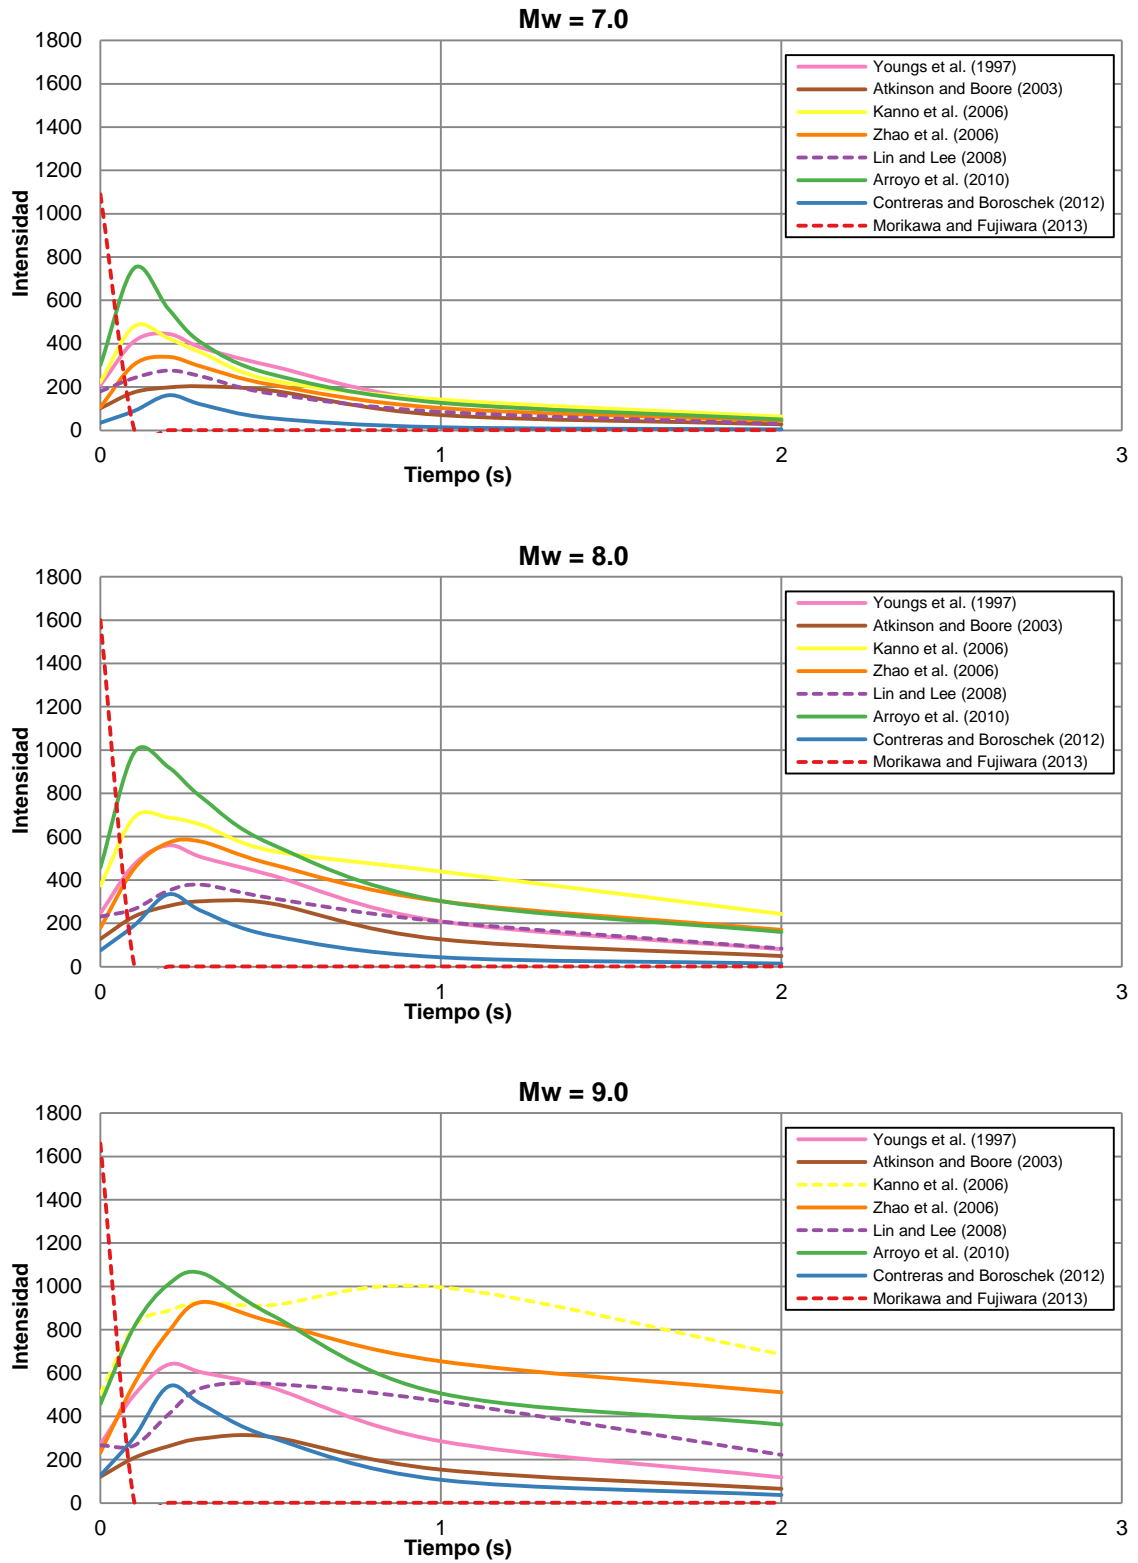 Mw = 7.0
1800
1600
1400
1200
1000
800
600
400
200
0
Intensidad
Youngs et al. (1997)
Atkinson and Boore (2003)
Kanno et al. (2006)
Zhao et al. (2006)
Lin and Lee (2008)
Arroyo et al. (2010)
Contreras and Boroschek (2012)
Morikawa and Fujiwara (2013)
0 1 2 3
Tiempo (s)
Mw = 8.0
1800
1600
1400
1200
1000
800
600
400
200
0
Intensidad
Youngs et al. (1997)
Atkinson and Boore (2003)
Kanno et al. (2006)
Zhao et al. (2006)
Lin and Lee (2008)
Arroyo et al. (2010)
Contreras and Boroschek (2012)
Morikawa and Fujiwara (2013)
0 1 2 3
Tiempo (s)
Mw = 9.0
1800
1600
1400
1200
1000
800
600
400
200
0
Intensidad
Youngs et al. (1997)
Atkinson and Boore (2003)
Kanno et al. (2006)
Zhao et al. (2006)
Lin and Lee (2008)
Arroyo et al. (2010)
Contreras and Boroschek (2012)
Morikawa and Fujiwara (2013)
0 1 2 3
Tiempo (s)